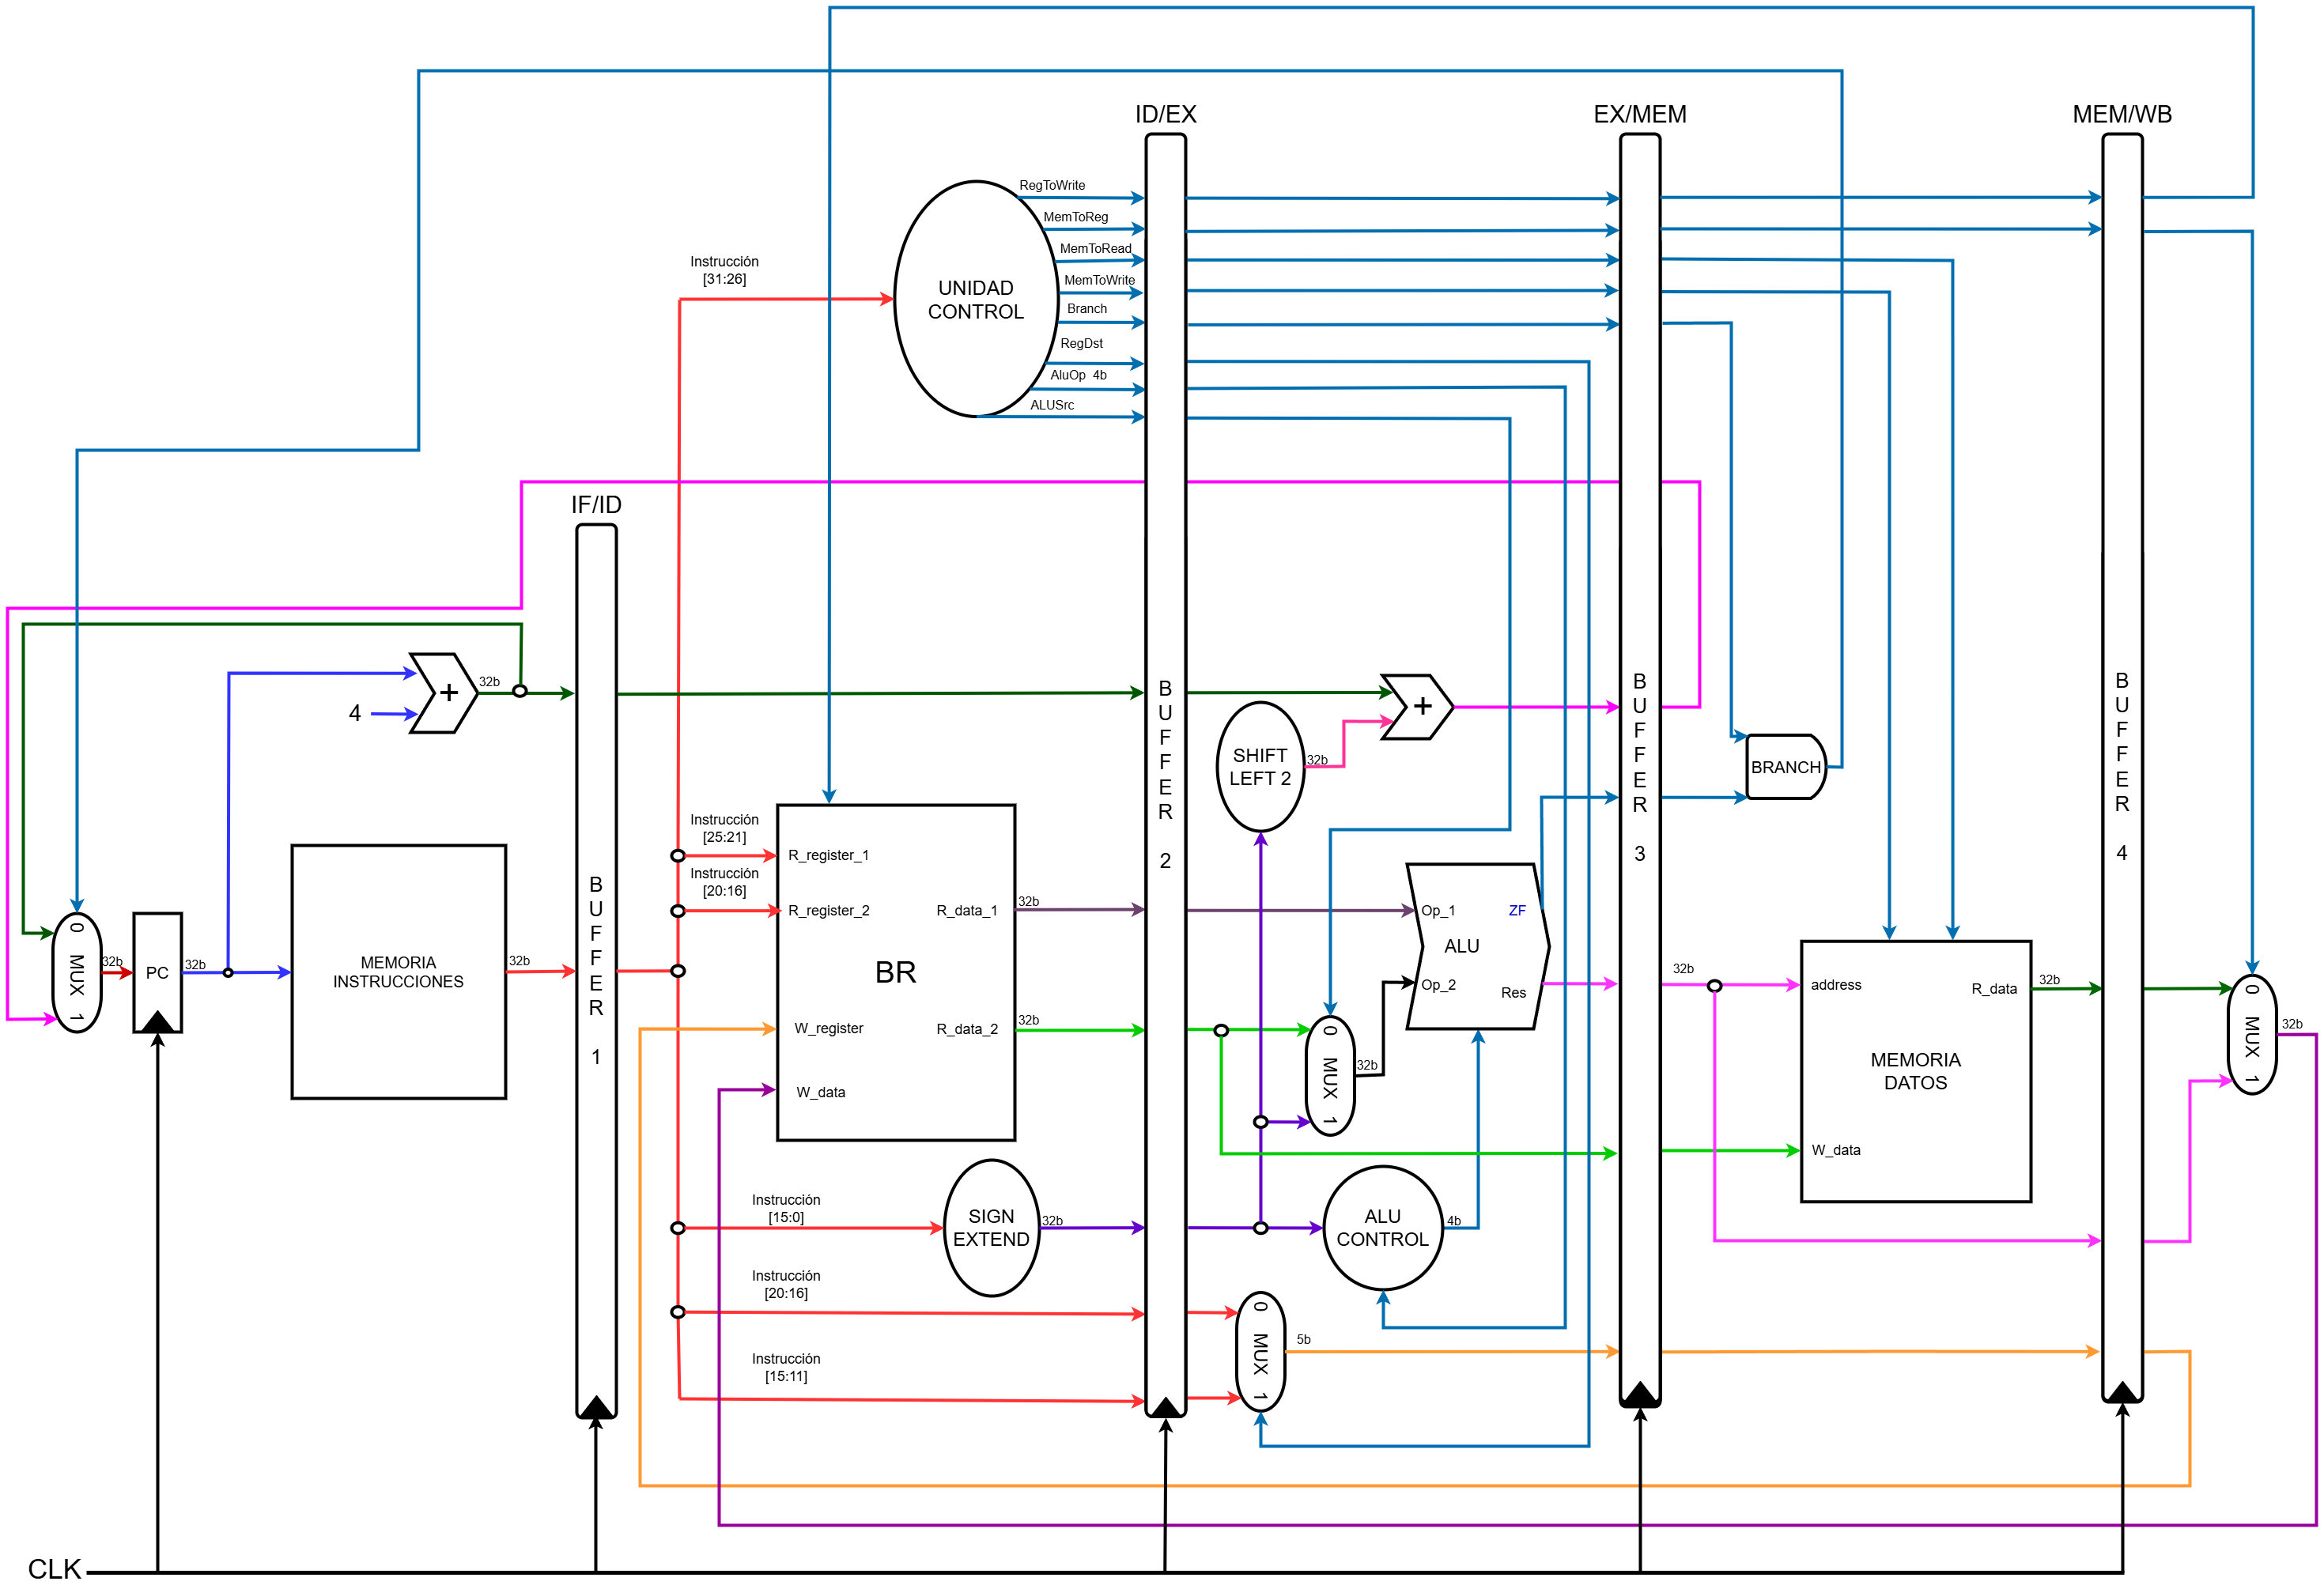 ID/EX
EX/MEM
MEM/WB
RegToWrite
MemToReg
MemToRead
MemToWrite
Branch
RegDst
AluOp 4b
ALUSrc
UNIDAD
CONTROL
Instrucción
[31:26]
IF/ID
4
+
32b
BUFFER 1
BUFFER 2
BUFFER 3
BUFFER 4
SHIFT
LEFT 2
32b
+
BRANCH
0 MUX 1
32b
PC
32b
MEMORIA
INSTRUCCIONES
32b
Instrucción
[25:21]
Instrucción
[20:16]
R_register_1
R_register_2
R_data_1
32b
BR
W_register
R_data_2
32b
W_data
Op_1
ZF
ALU
Op_2
Res
0 MUX 1
32b
32b
address
R_data
32b
MEMORIA
DATOS
W_data
0 MUX 1
32b
Instrucción
[15:0]
SIGN
EXTEND
32b
ALU
CONTROL
4b
Instrucción
[20:16]
Instrucción
[15:11]
0 MUX 1
5b
CLK